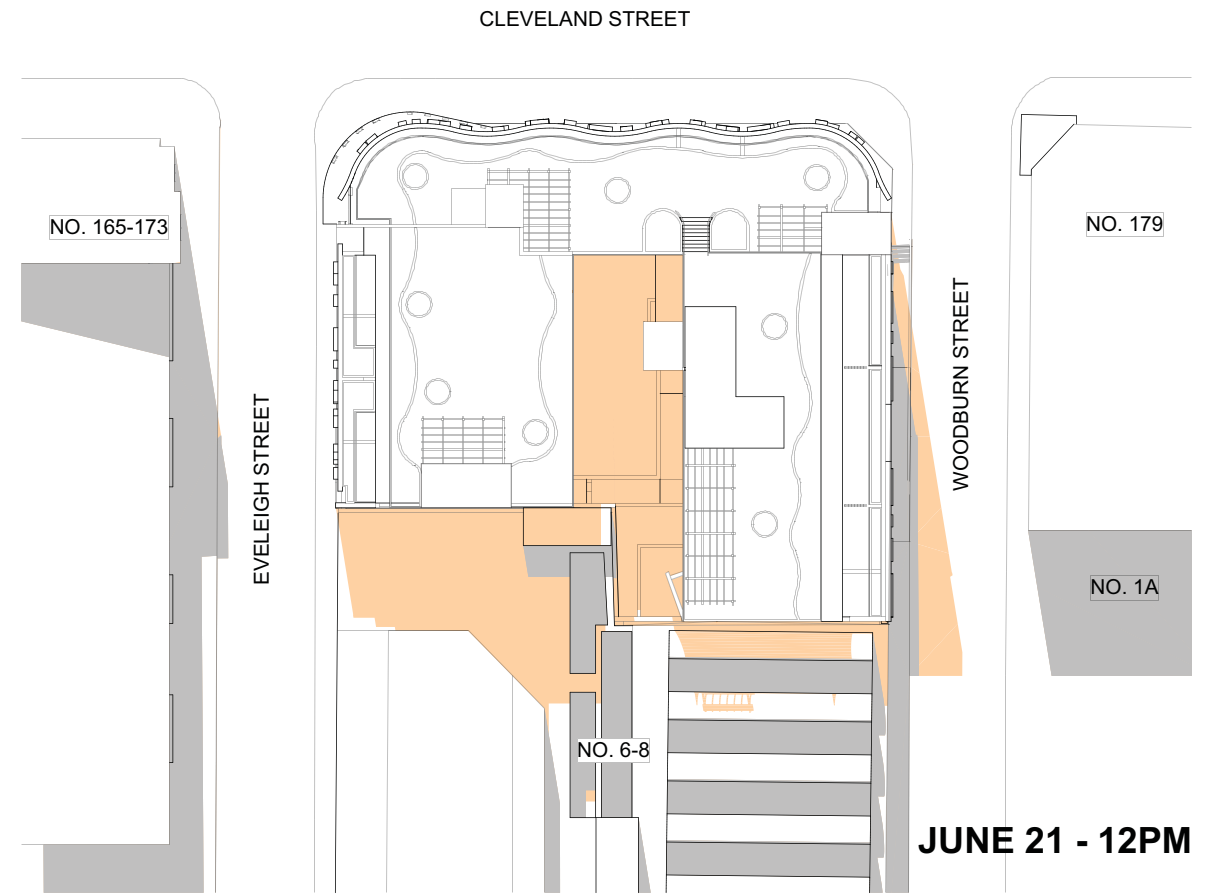 CLEVELAND STREET
NO. 165-173
NO. 179
EVELEIGH STREET
WOODBURN STREET
NO. 1A
NO. 6-8
JUNE 21 - 12PM